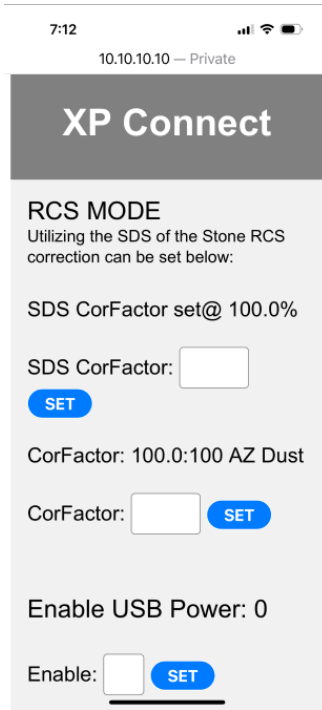 7:12
10.10.10.10 — Private
XP Connect
RCS MODE
Utilizing the SDS of the Stone RCS
correction can be set below:
SDS CorFactor set@ 100.0%
SDS CorFactor:
SET
CorFactor: 100.0:100 AZ Dust
CorFactor: SET
Enable USB Power: 0
Enable: SET